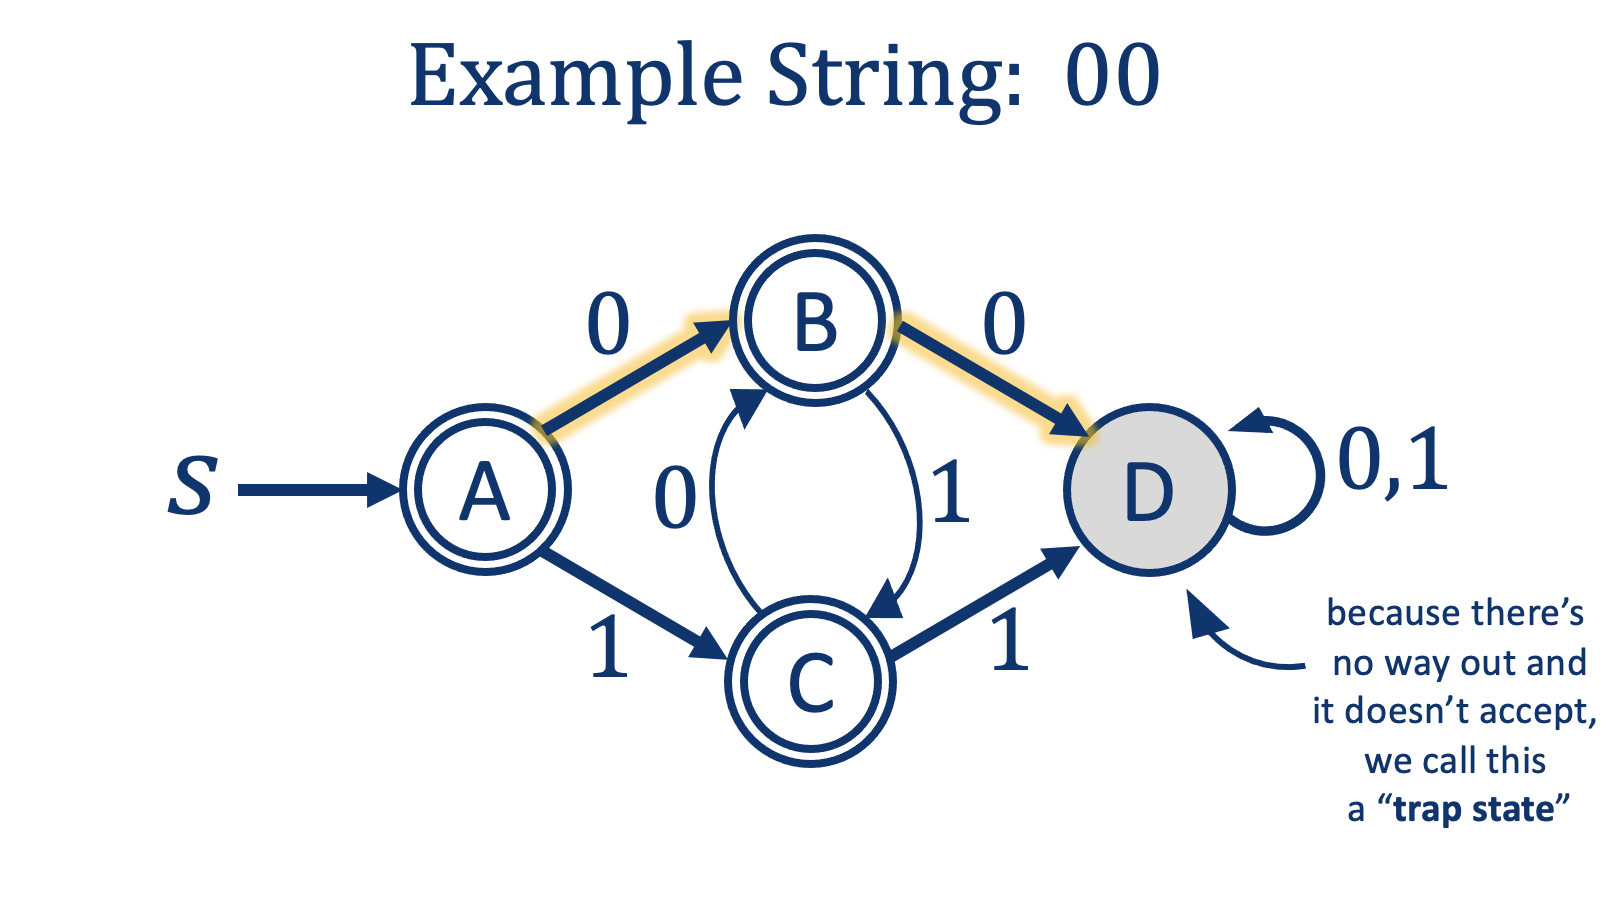 Example String: 00
0
B
0
S
A
0
1
D
0,1
1
C
1
because there’s
no way out and
it doesn’t accept,
we call this
a “trap state”